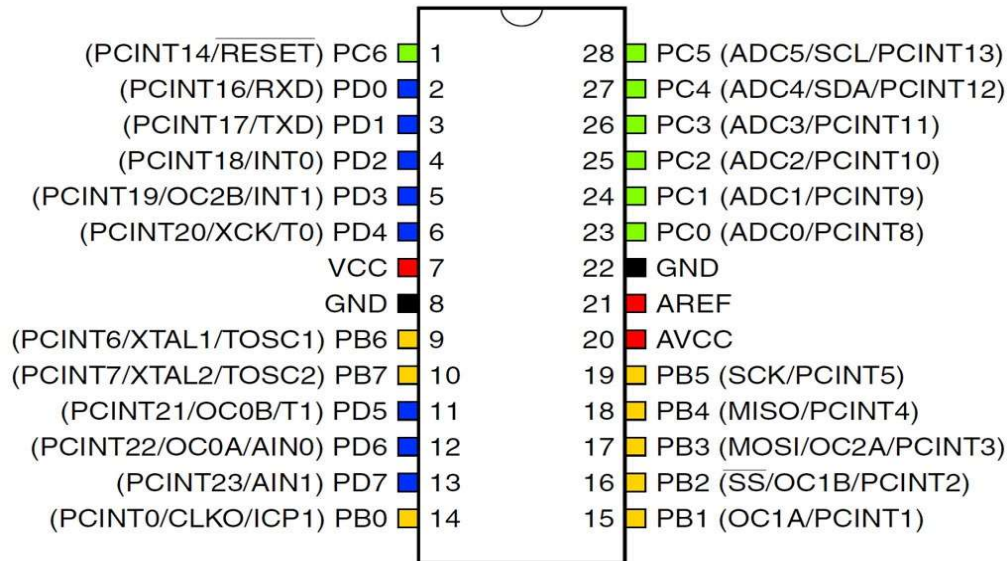 (PCINT14/RESET) PC6 1 28 PC5 (ADC5/SCL/PCINT13)
(PCINT16/RXD) PD0 2 27 PC4 (ADC4/SDA/PCINT12)
(PCINT17/TXD) PD1 3 26 PC3 (ADC3/PCINT11)
(PCINT18/INT0) PD2 4 25 PC2 (ADC2/PCINT10)
(PCINT19/OC2B/INT1) PD3 5 24 PC1 (ADC1/PCINT9)
(PCINT20/XCK/T0) PD4 6 23 PC0 (ADC0/PCINT8)
VCC 7 22 GND
GND 8 21 AREF
(PCINT6/XTAL1/TOSC1) PB6 9 20 AVCC
(PCINT7/XTAL2/TOSC2) PB7 10 19 PB5 (SCK/PCINT5)
(PCINT21/OC0B/T1) PD5 11 18 PB4 (MISO/PCINT4)
(PCINT22/OC0A/AIN0) PD6 12 17 PB3 (MOSI/OC2A/PCINT3)
(PCINT23/AIN1) PD7 13 16 PB2 (SS/OC1B/PCINT2)
(PCINT0/CLKO/ICP1) PB0 14 15 PB1 (OC1A/PCINT1)